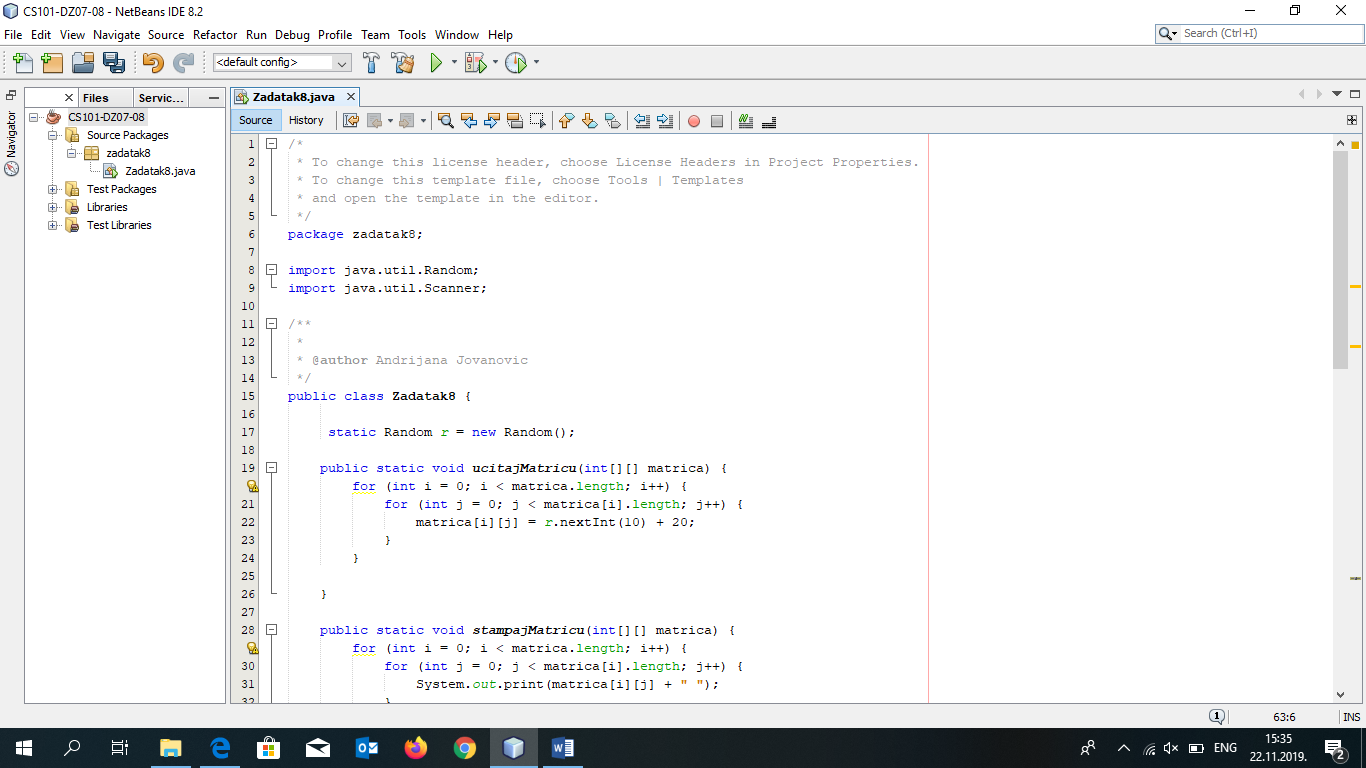 CS101-DZ07-08 - NetBeans IDE 8.2
File Edit View Navigate Source Refactor Run Debug Profile Team Tools Window Help
Search (Ctrl+I)
<default config>
Files Servic...
Zadatak8.java
Navigator
CS101-DZ07-08
Source Packages
zadatak8
Zadatak8.java
Test Packages
Libraries
Test Libraries
Source History
1 /*
2 * To change this license header, choose License Headers in Project Properties.
3 * To change this template file, choose Tools | Templates
4 * and open the template in the editor.
5 */
6 package zadatak8;
7
8 import java.util.Random;
9 import java.util.Scanner;
10
11 /**
12 *
13 * @author Andrijana Jovanovic
14 */
15 public class Zadatak8 {
16
17 static Random r = new Random();
18
19 public static void ucitajMatricu(int[][] matrica) {
for (int i = 0; i < matrica.length; i++) {
21 for (int j = 0; j < matrica[i].length; j++) {
22 matrica[i][j] = r.nextInt(10) + 20;
23 }
24 }
25
26 }
27
28 public static void stampajMatricu(int[][] matrica) {
for (int i = 0; i < matrica.length; i++) {
30 for (int j = 0; j < matrica[i].length; j++) {
31 System.out.print(matrica[i][j] + " ");
32 }
1
63:6
INS
ENG
15:35
22.11.2019.
2